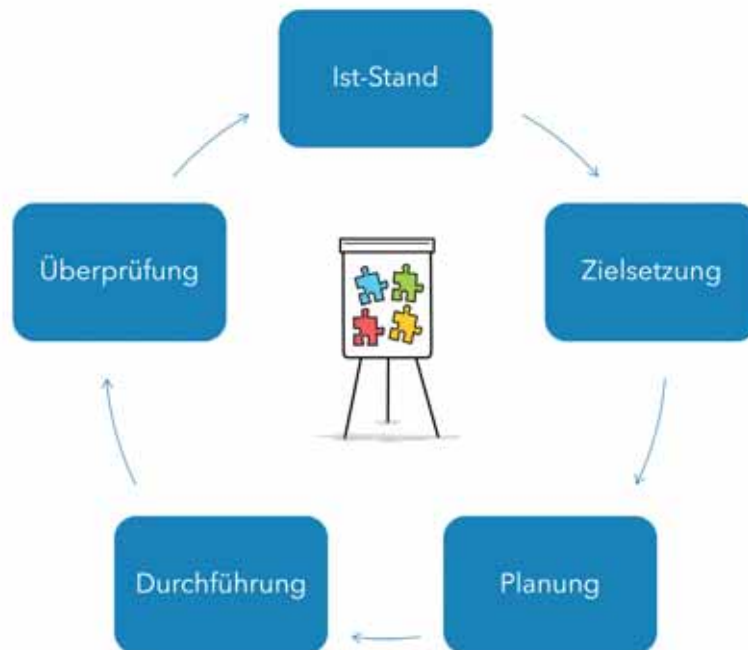 Ist-Stand
Zielsetzung
Planung
Durchführung
Überprüfung